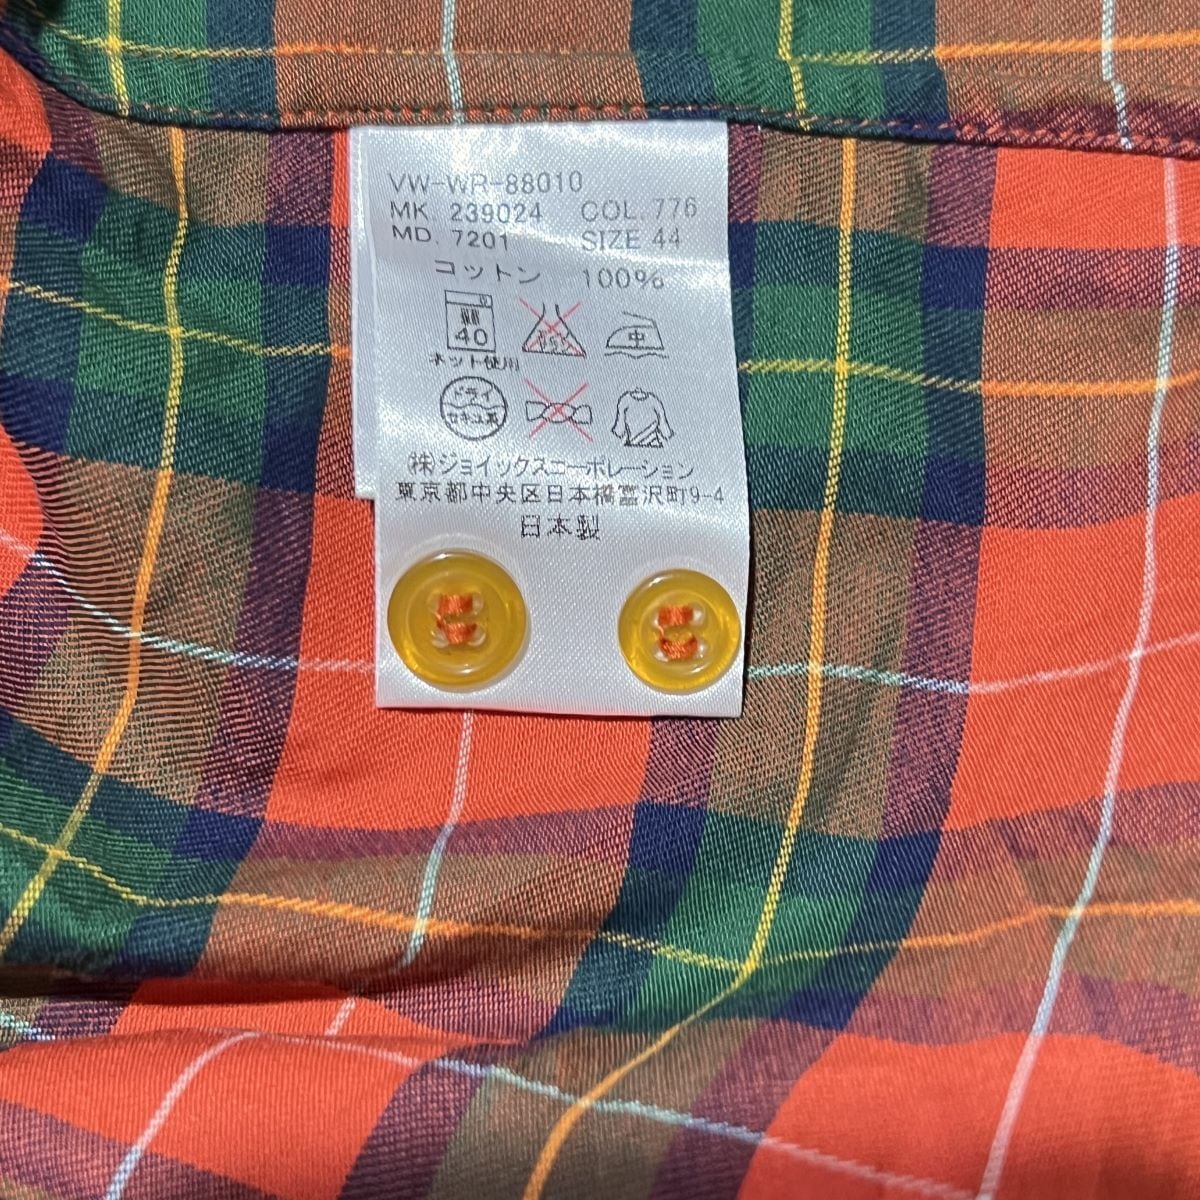 VW-WR-88010
MK. 239024 COL. 776
MD. 7201 SIZE 44
コットン 100%
40 中
ネット使用
ドライ
セキユ系
(株)ジョイックスコーポレーション
東京都中央区日本橋富沢町9-4
日本製